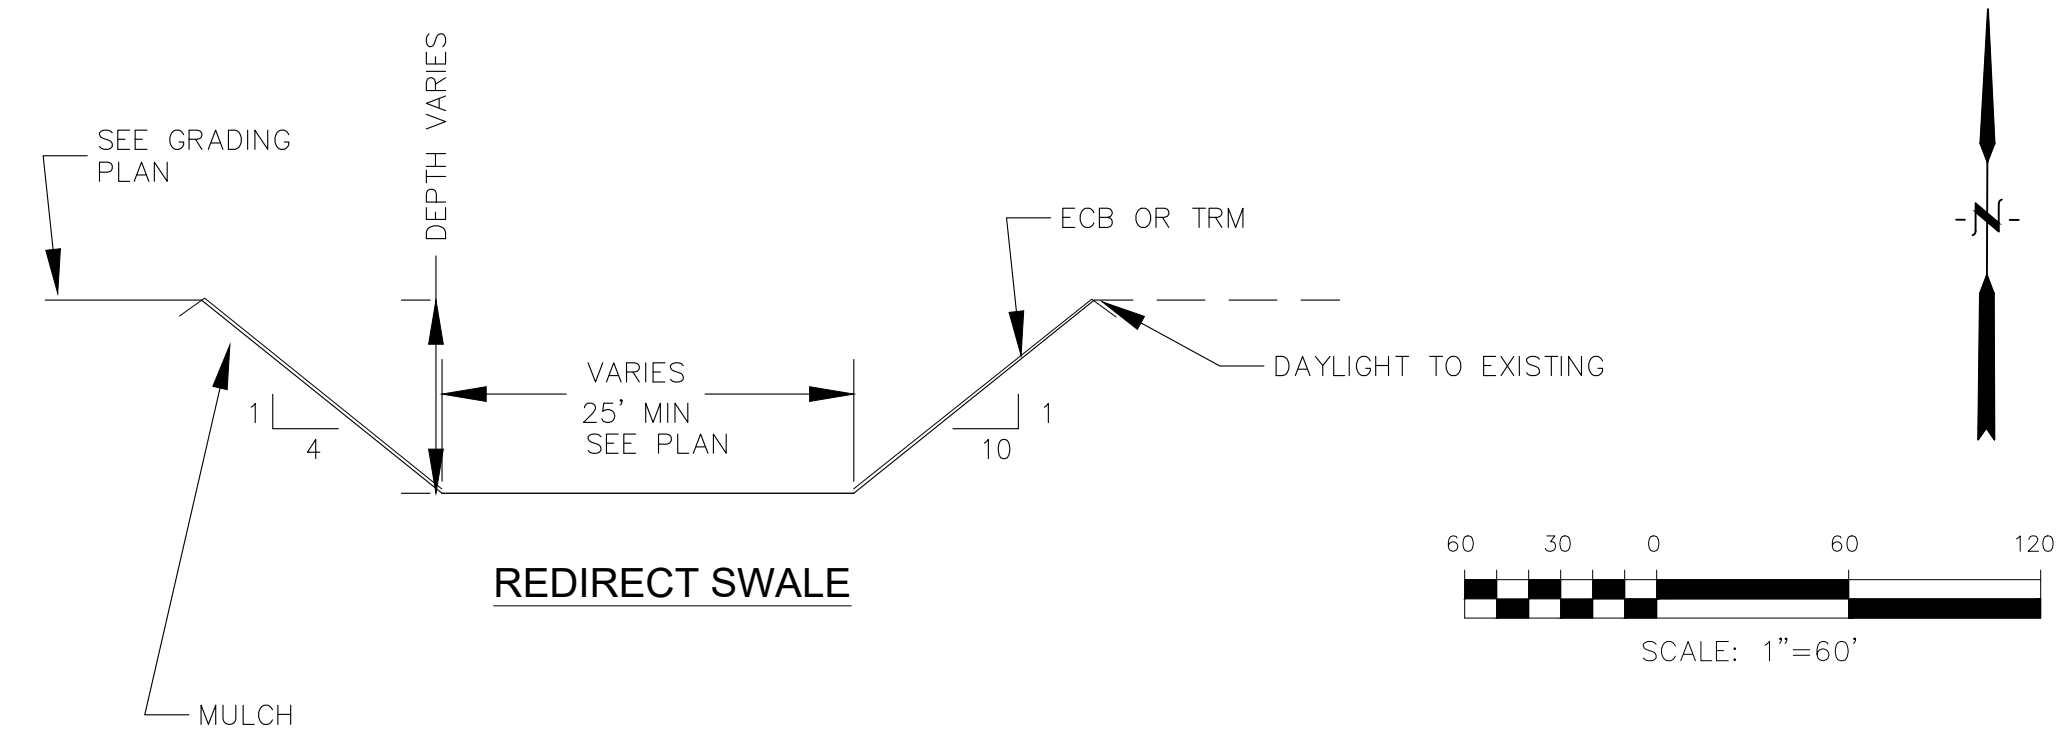 DEPTH VARIES
SEE GRADING
PLAN
ECB OR TRM
VARIES
25' MIN
SEE PLAN
DAYLIGHT TO EXISTING
1
4
1
10
REDIRECT SWALE
MULCH
N
60 30 0 60 120
SCALE: 1"=60'